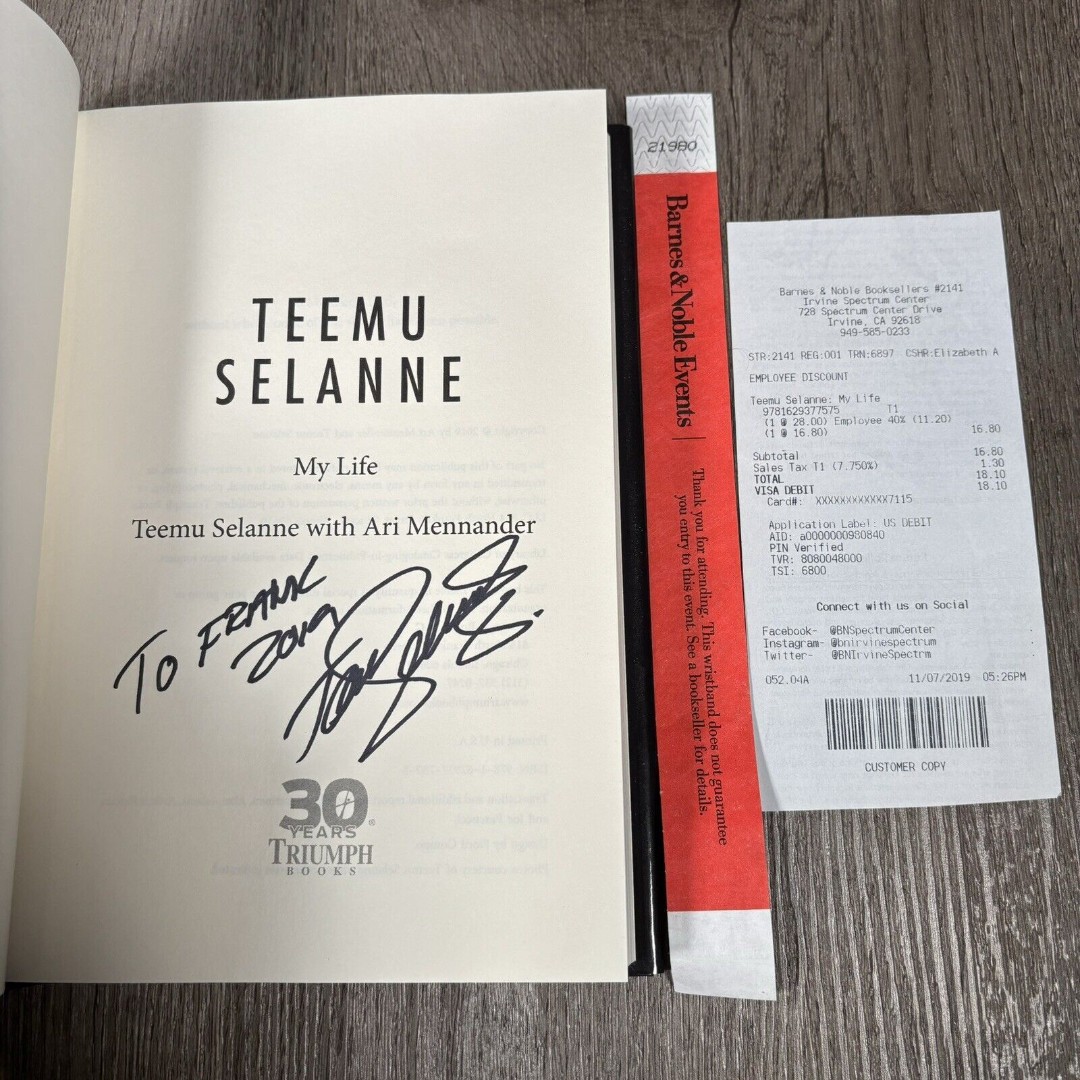 TEEMU
SELANNE
My Life
Teemu Selanne with Ari Mennander
TO FRANK
2019
30
YEARS
TRIUMPH
BOOKS
21980
Barnes & Noble Events
Thank you for attending. This wristband does not guarantee
you entry to this event. See a bookseller for details.
Barnes & Noble Booksellers #2141
Irvine Spectrum Center
728 Spectrum Center Drive
Irvine, CA 92618
949-585-0233
STR:2141 REG:001 TRN:6897 CSHR:Elizabeth A
EMPLOYEE DISCOUNT
Teemu Selanne: My Life
9781629377575 T1
(1 @ 28.00) Employee 40% (11.20)
(1 @ 16.80) 16.80
Subtotal 16.80
Sales Tax T1 (7.750%) 1.30
TOTAL 18.10
VISA DEBIT 18.10
Card#: XXXXXXXXXXXX7115
Application Label: US DEBIT
AID: a0000000980840
PIN Verified
TVR: 8080048000
TSI: 6800
Connect with us on Social
Facebook- @BNSpectrumCenter
Instagram- @bnirvinespectrum
Twitter- @BNIrvineSpectrm
052.04A 11/07/2019 05:26PM
CUSTOMER COPY